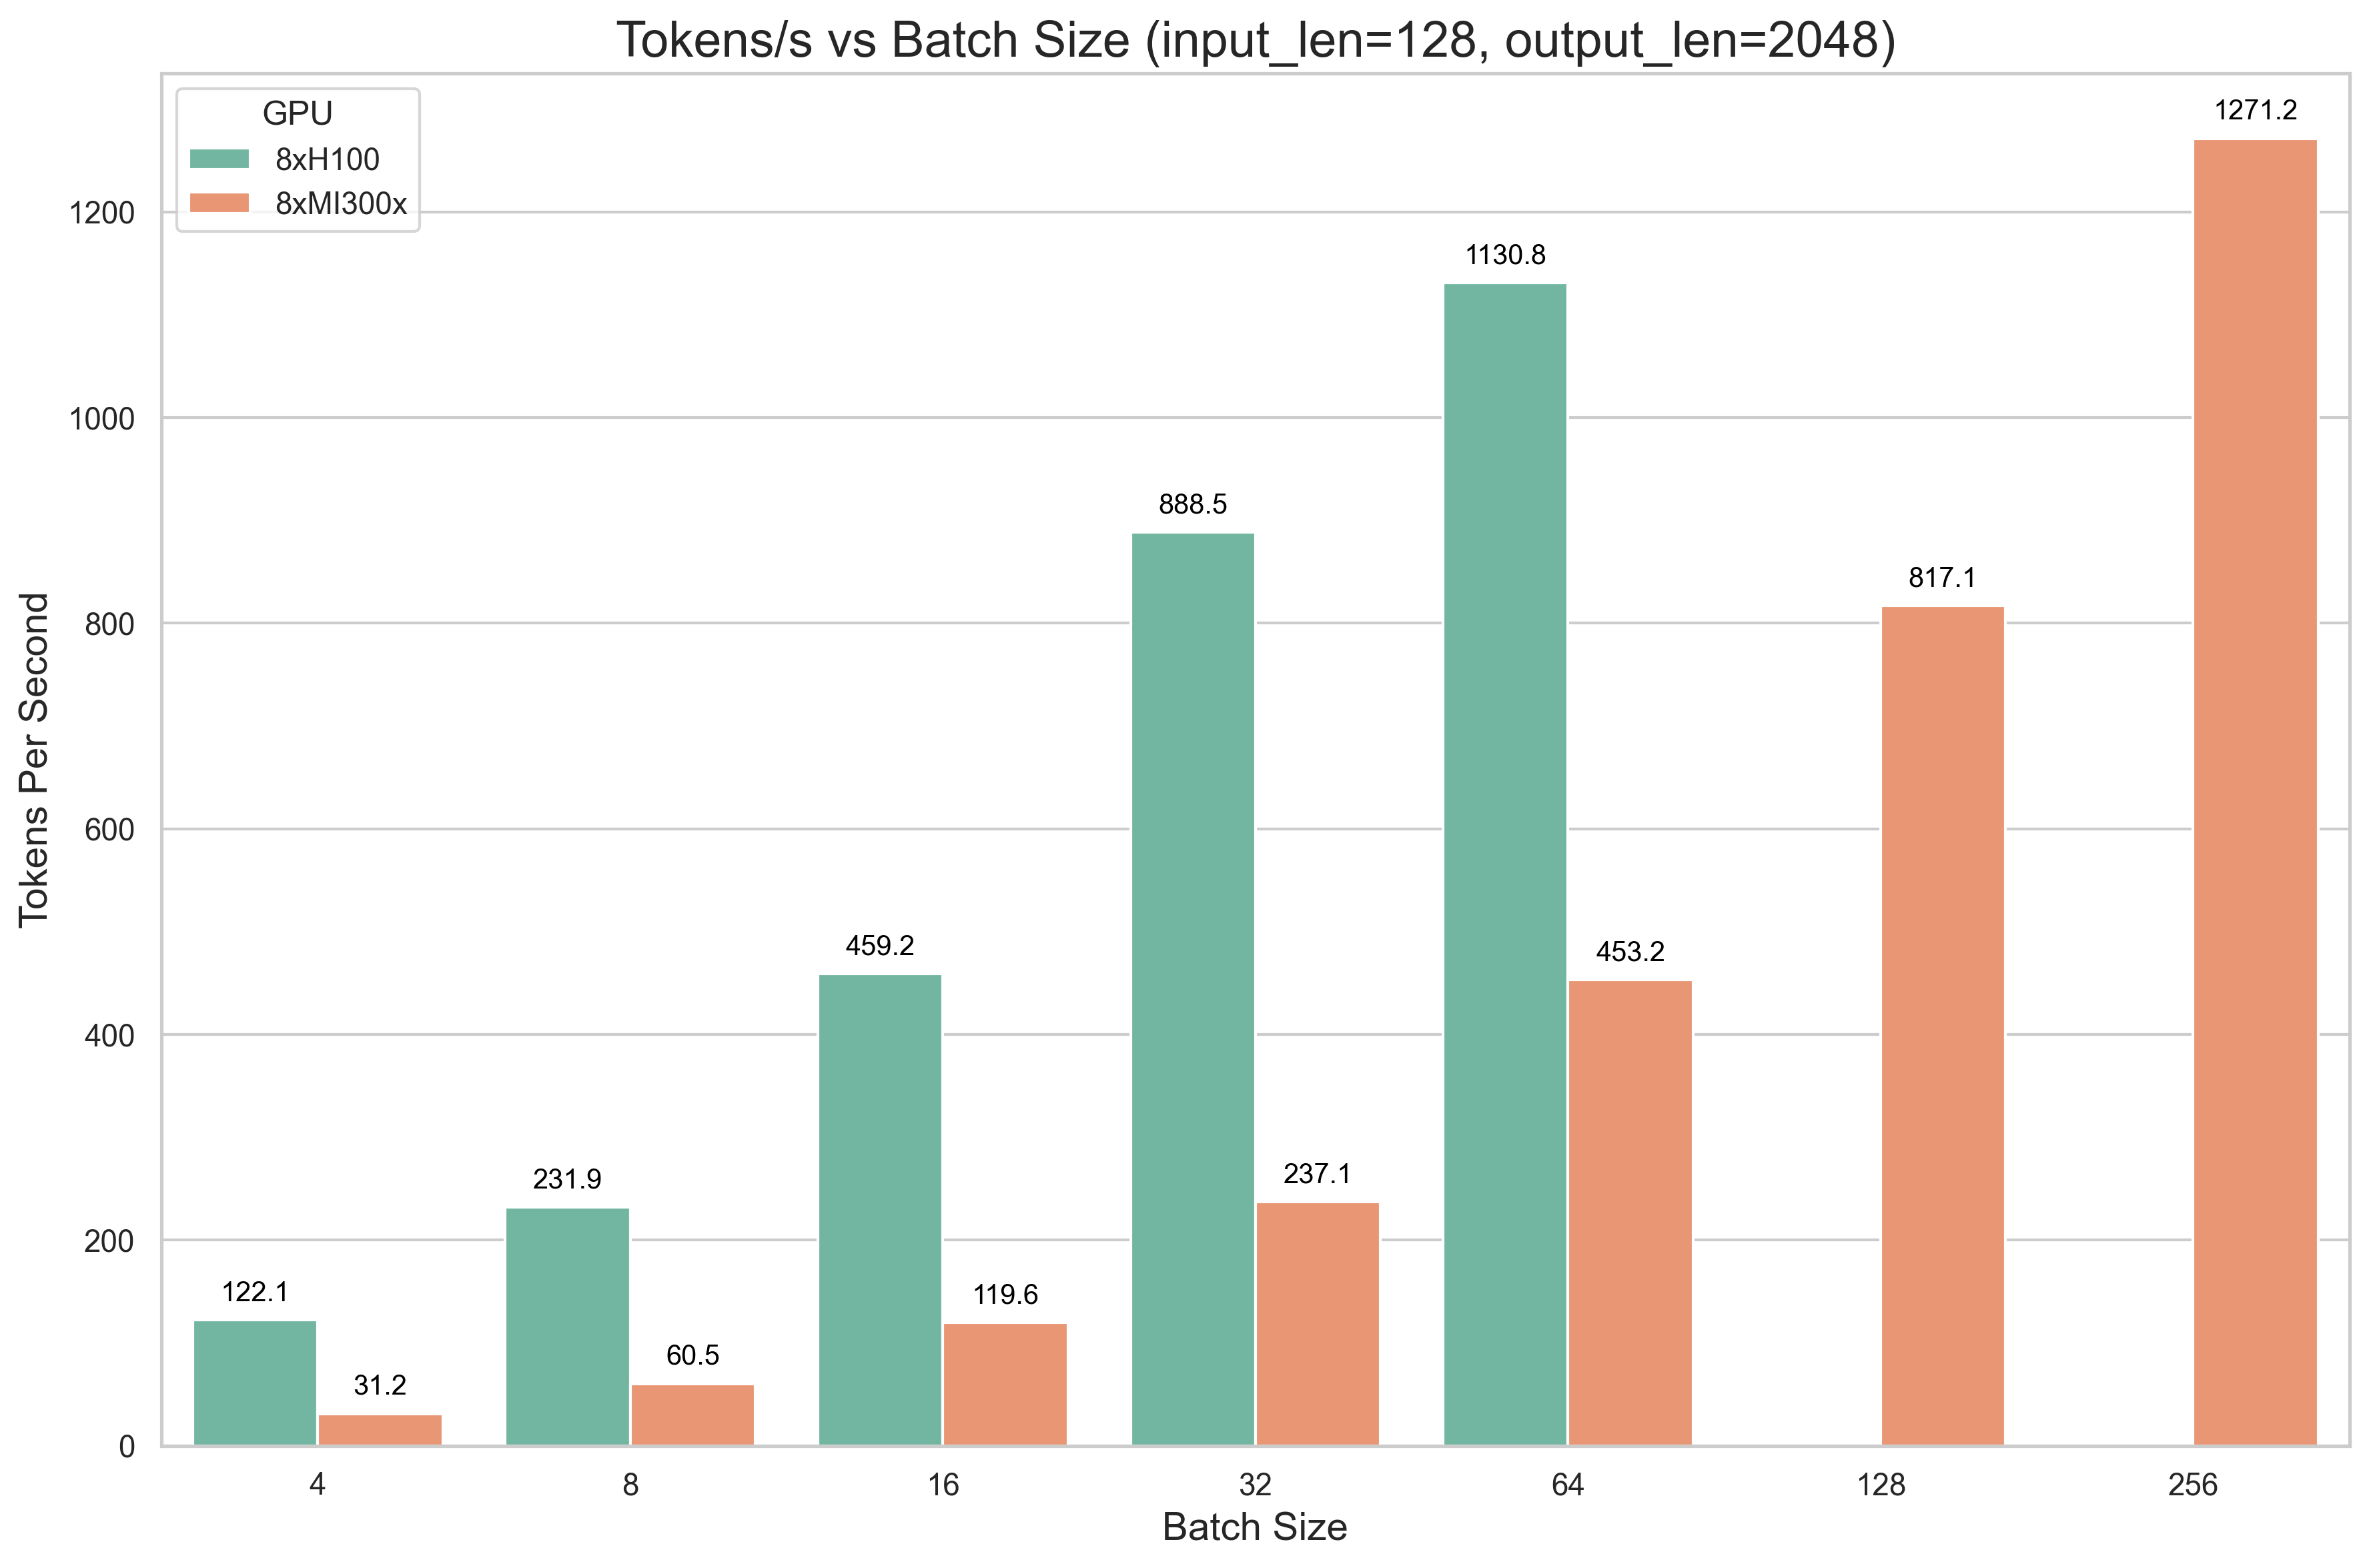 Tokens/s vs Batch Size (input_len=128, output_len=2048)
GPU
8xH100
8xMI300x
Tokens Per Second
1200
1000
800
600
400
200
0
122.1
31.2
231.9
60.5
459.2
119.6
888.5
237.1
1130.8
453.2
817.1
1271.2
4 8 16 32 64 128 256
Batch Size